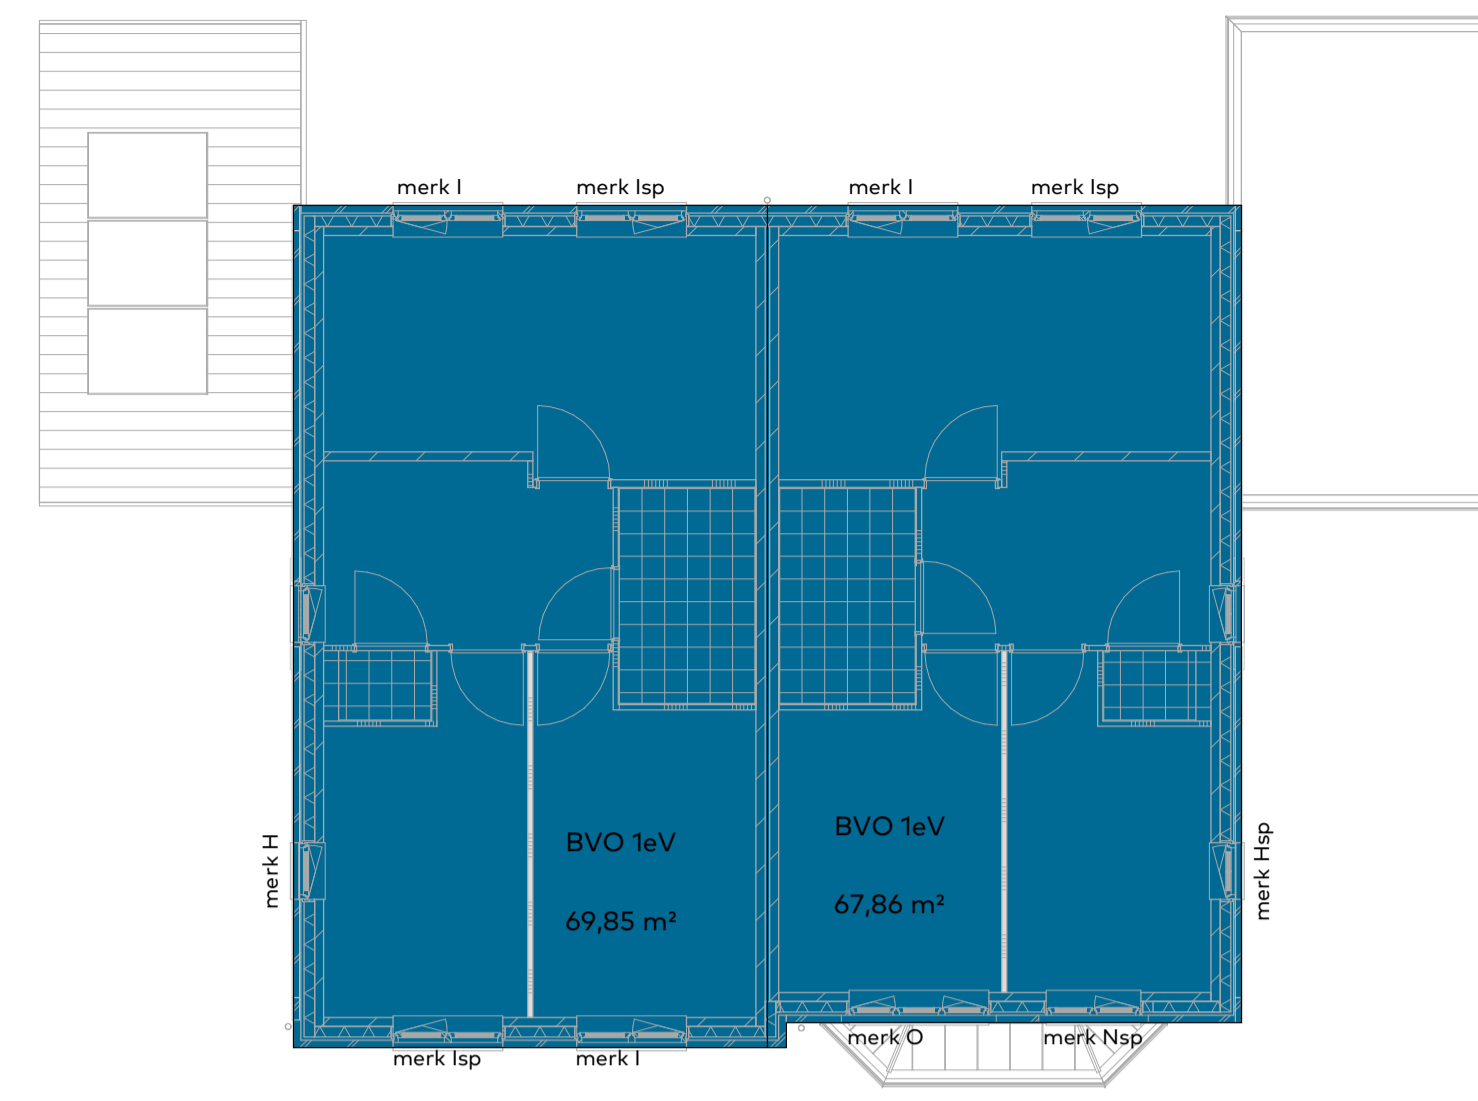 merk I
merk Isp
merk I
merk Isp
merk H
BVO 1eV
69,85 m²
BVO 1eV
67,86 m²
merk Hsp
merk Isp
merk I
merk O
merk Nsp